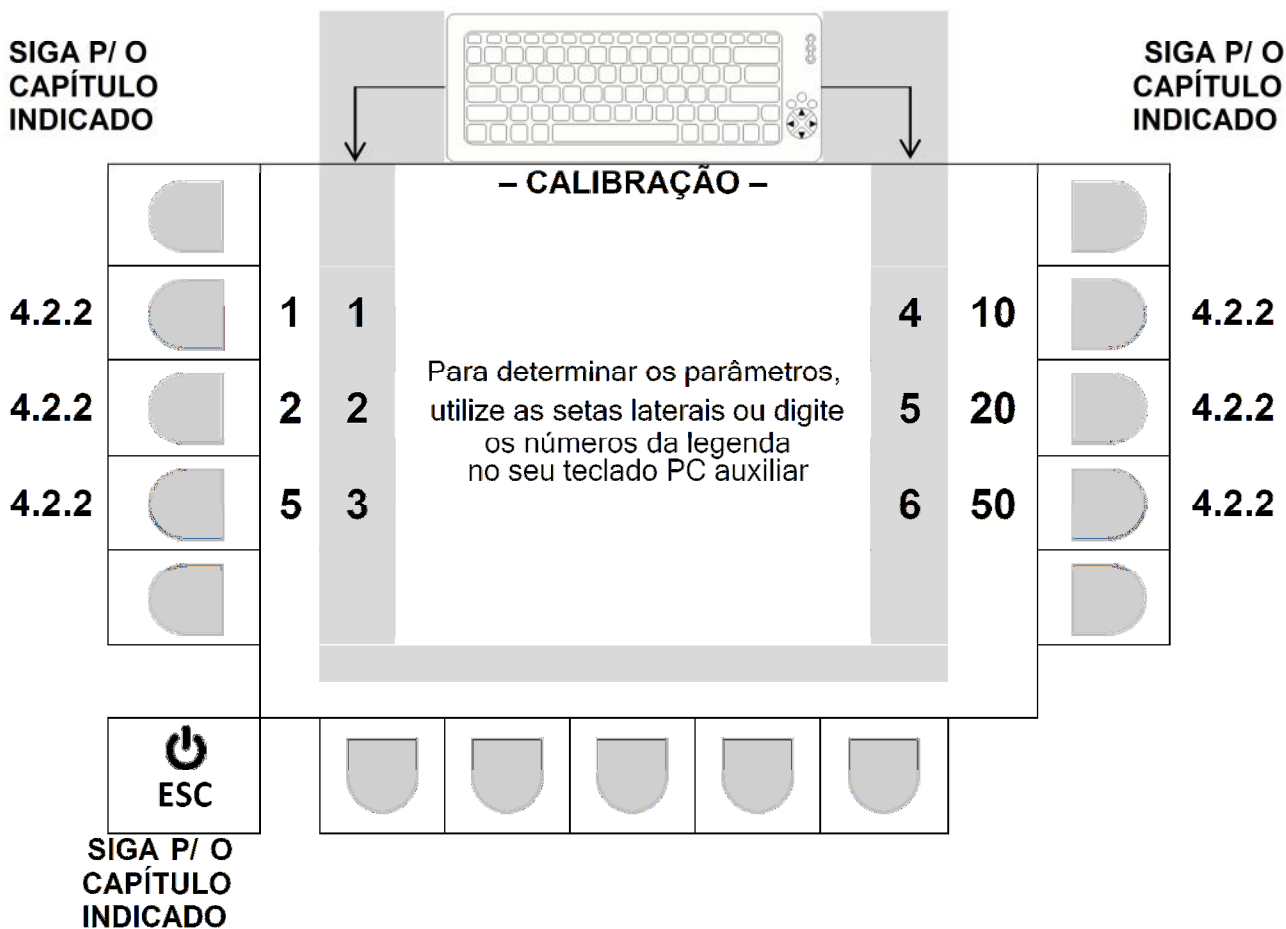 SIGA P/ O
CAPÍTULO
INDICADO
SIGA P/ O
CAPÍTULO
INDICADO
– CALIBRAÇÃO –
4.2.2 1 1 4 10 4.2.2
Para determinar os parâmetros,
4.2.2 2 2 utilize as setas laterais ou digite 5 20 4.2.2
os números da legenda
no seu teclado PC auxiliar
4.2.2 5 3 6 50 4.2.2
ESC
SIGA P/ O
CAPÍTULO
INDICADO